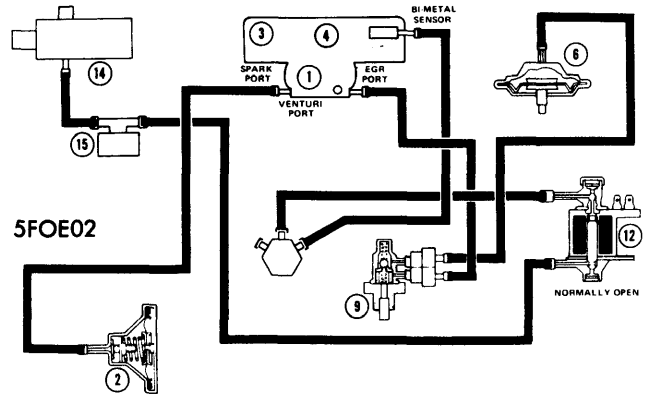 BI-METAL
SENSOR
3
4
6
14
SPARK
PORT
1
EGR
PORT
VENTURI
PORT
15
5FOE02
12
9
NORMALLY OPEN
2